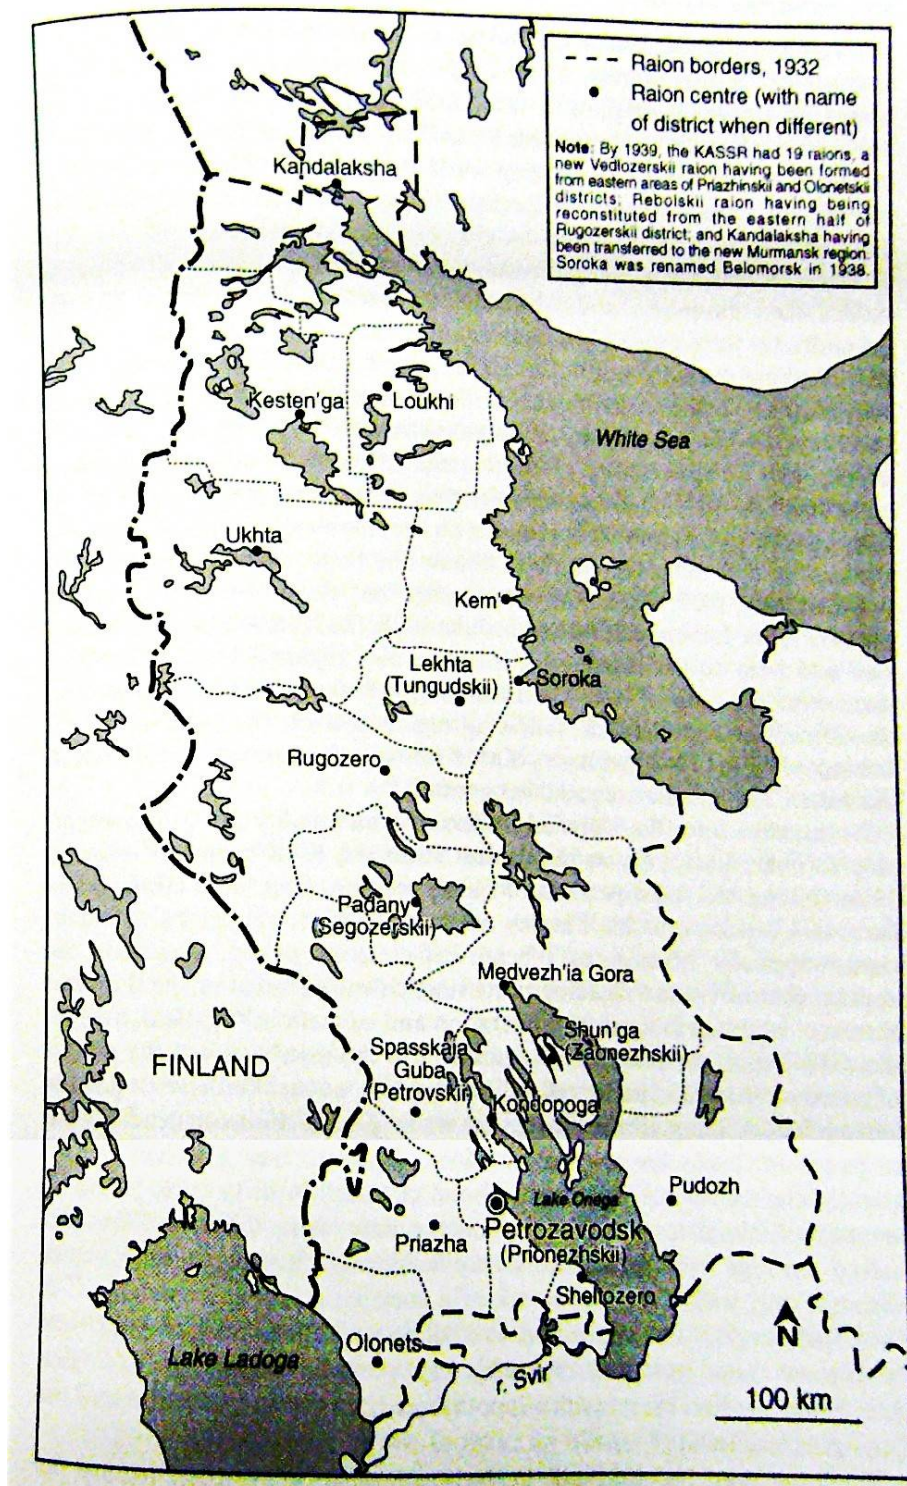 Raion borders, 1932
Raion centre (with name
of district when different)
Note: By 1939, the KASSR had 19 raions, a
new Vedlozerskii raion having been formed
from eastern areas of Priazhinskii and Olonetskii
districts; Rebolskii raion having being
reconstituted from the eastern half of
Rugozerskii district; and Kandalaksha having
been transferred to the new Murmansk region.
Soroka was renamed Belomorsk in 1938.
Kandalaksha
Kesten'ga
Loukhi
White Sea
Ukhta
Kem'
Lekhta
(Tungudskii)
Soroka
Rugozero
Padany
(Segozerskii)
Medvezh'ia Gora
Shun'ga
(Zaonezhskii)
Spasskaia
Guba
(Petrovskii)
FINLAND
Kondopoga
Pudozh
Lake Onega
Petrozavodsk
(Prionezhskii)
Priazha
Sheltozero
Olonets
Lake Ladoga
r. Svir'
N
100 km